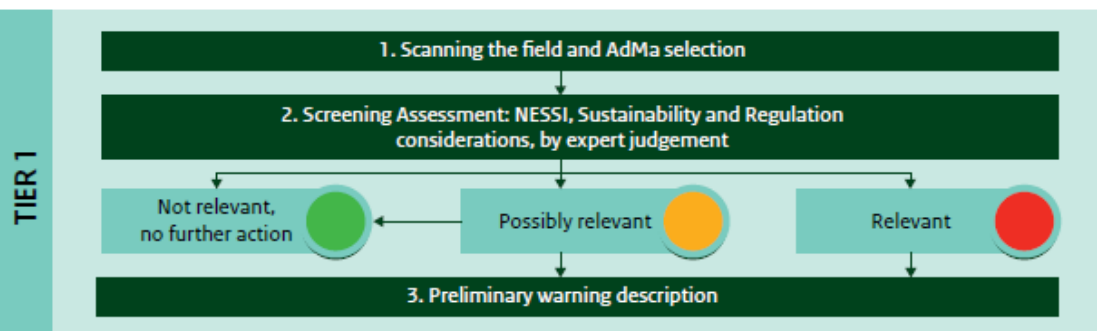 TIER 1
1. Scanning the field and AdMa selection
2. Screening Assessment: NESSI, Sustainability and Regulation
considerations, by expert judgement
Not relevant,
no further action
Possibly relevant
Relevant
3. Preliminary warning description